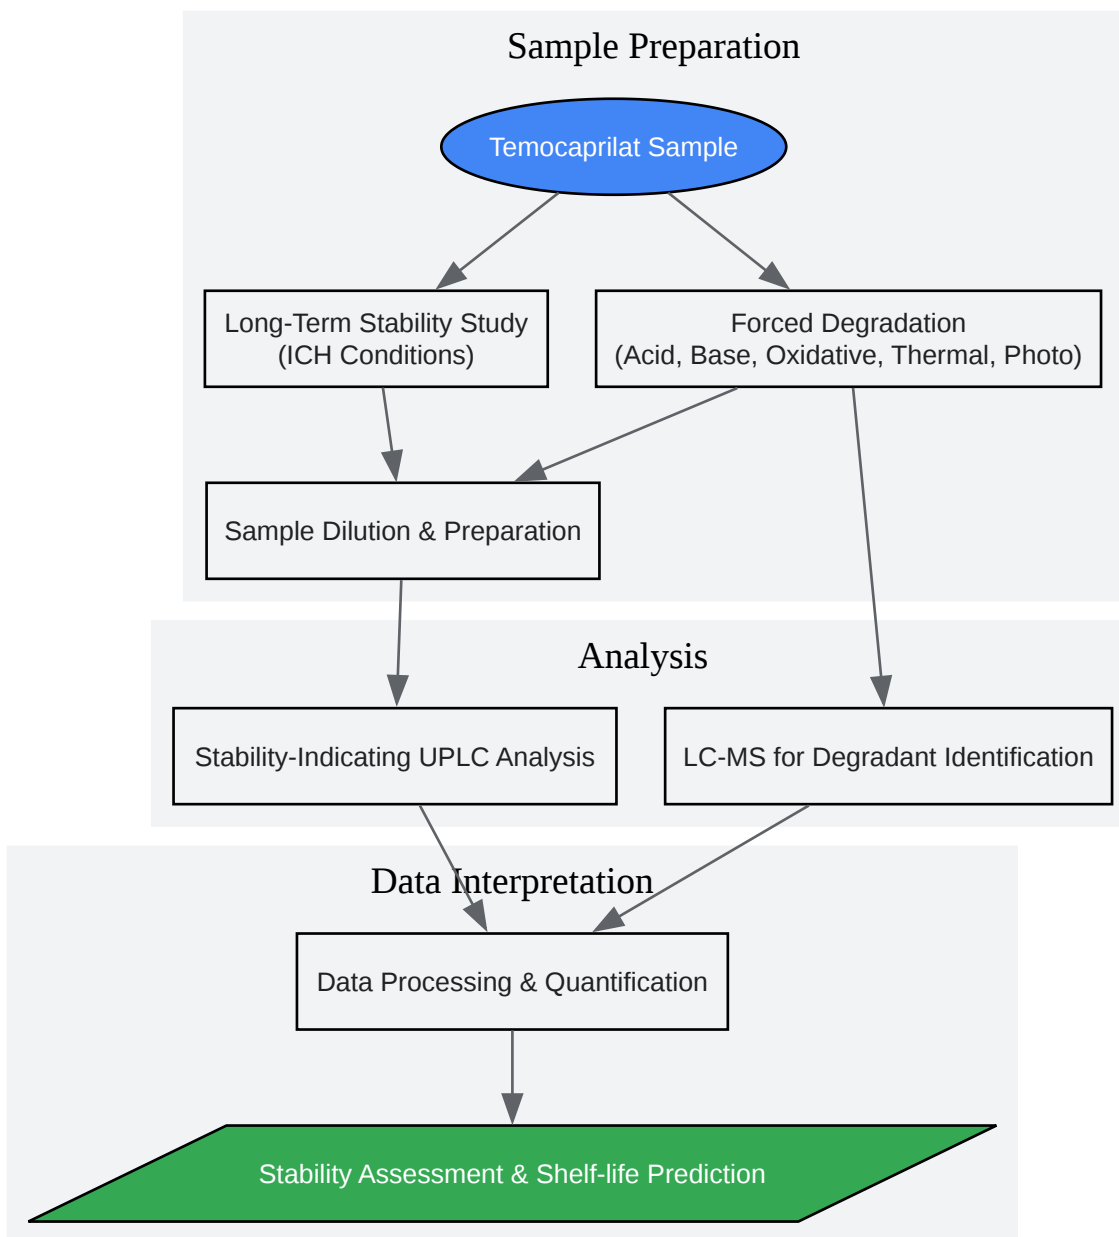 Sample Preparation
Temocaprilat Sample
Long-Term Stability Study
(ICH Conditions)
Forced Degradation
(Acid, Base, Oxidative, Thermal, Photo)
Sample Dilution & Preparation
Analysis
Stability-Indicating UPLC Analysis
LC-MS for Degradant Identification
Data Interpretation
Data Processing & Quantification
Stability Assessment & Shelf-life Prediction